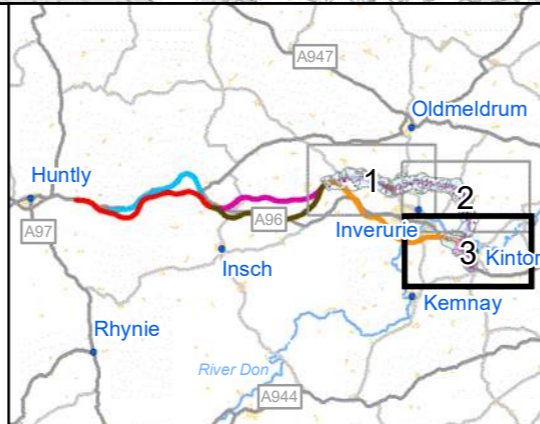 A947
Oldmeldrum
Huntly
1
2
A97
A96
Inverurie
3
Kintor
Insch
Kemnay
Rhynie
River Don
A944